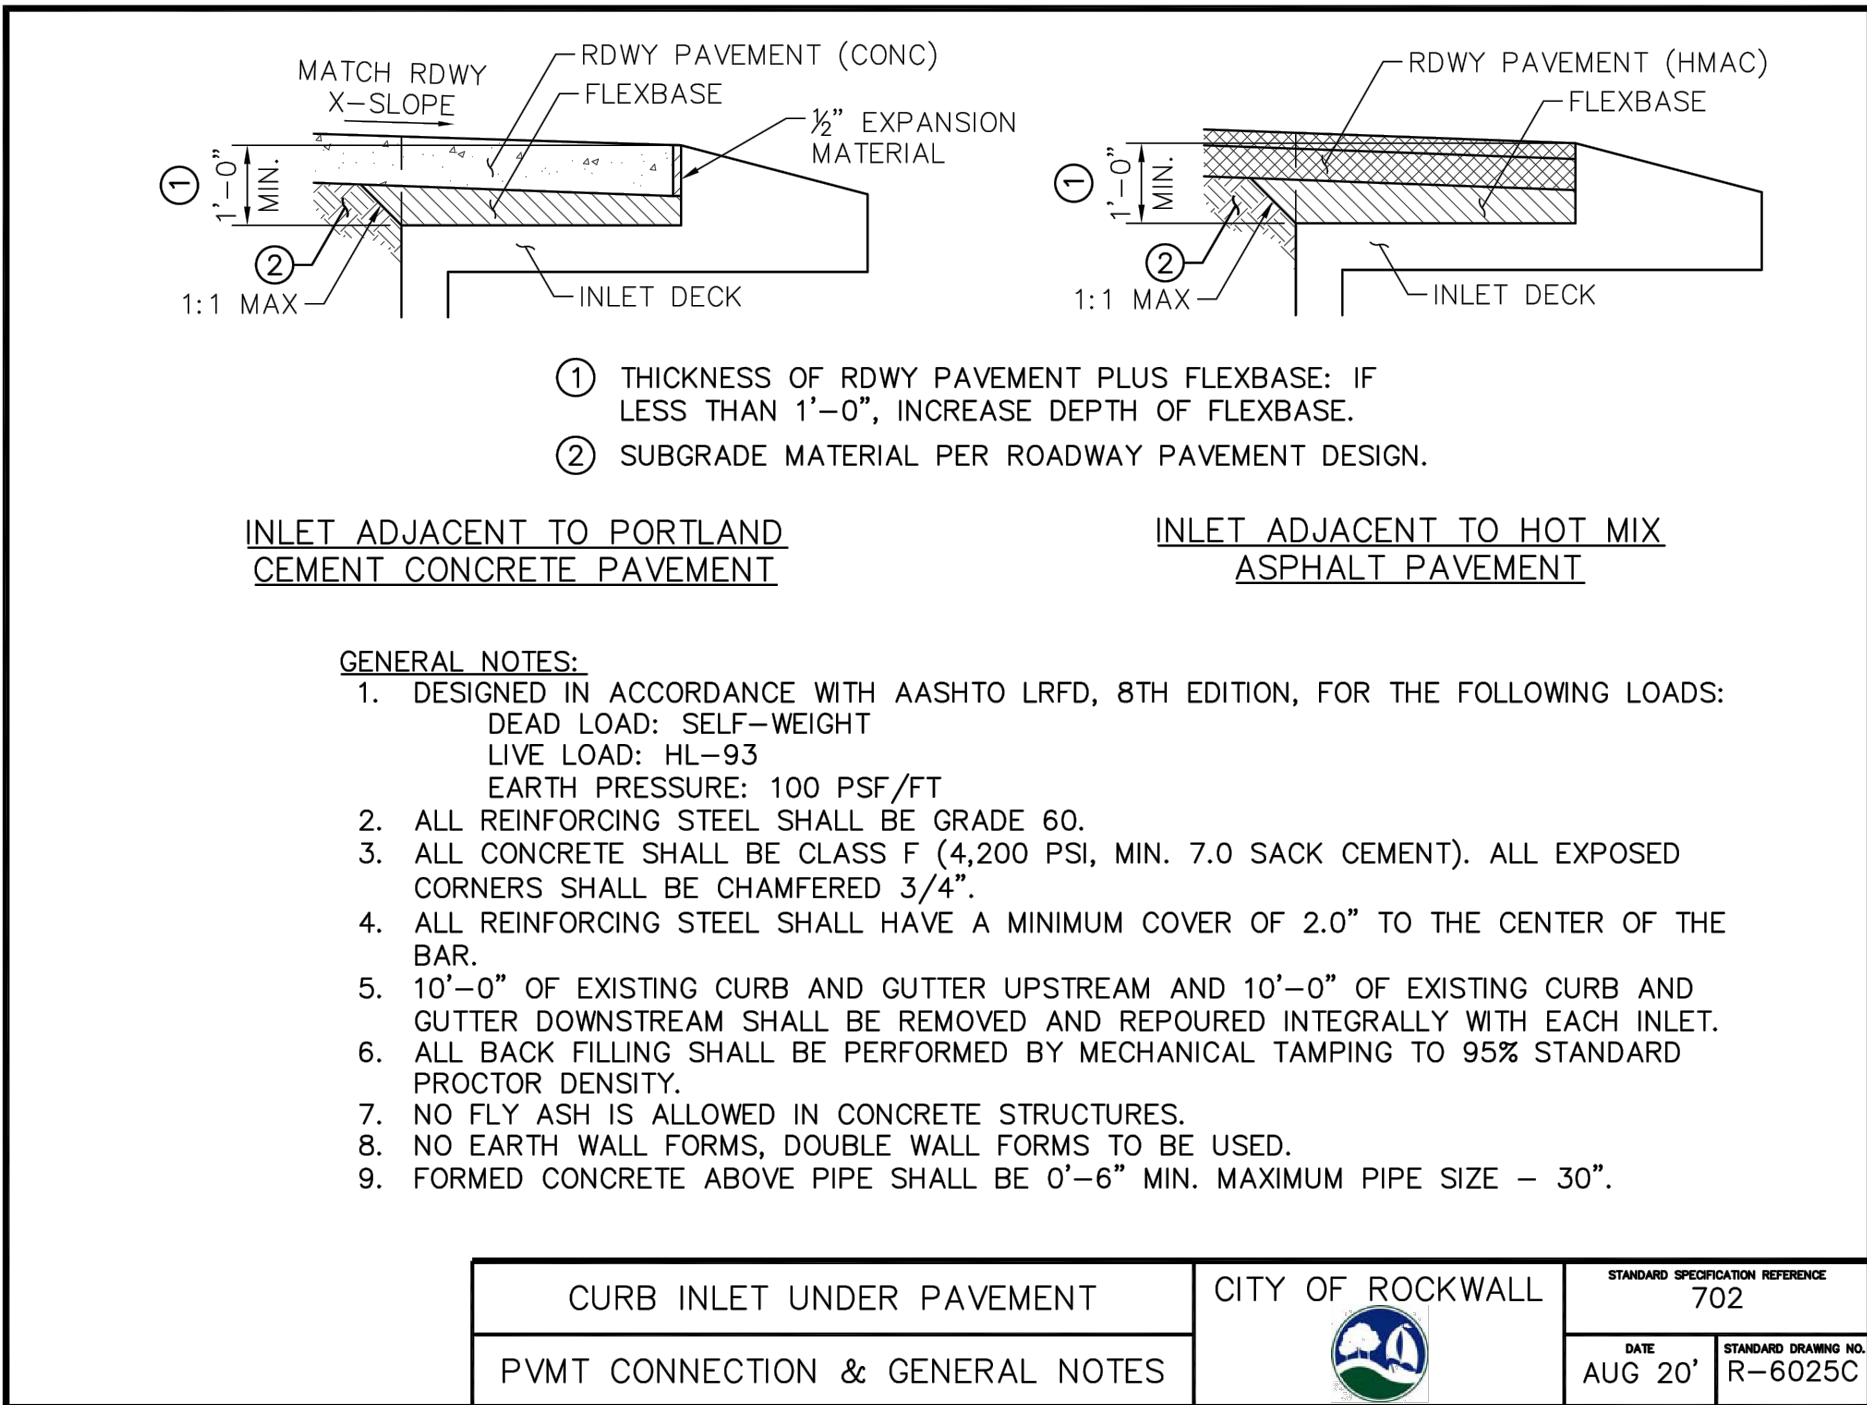 MATCH RDWY
X-SLOPE
RDWY PAVEMENT (CONC)
FLEXBASE
½" EXPANSION
MATERIAL
1
1'-0"
MIN.
2
1:1 MAX
INLET DECK
RDWY PAVEMENT (HMAC)
FLEXBASE
1
1'-0"
MIN.
2
1:1 MAX
INLET DECK
1 THICKNESS OF RDWY PAVEMENT PLUS FLEXBASE: IF
LESS THAN 1'-0", INCREASE DEPTH OF FLEXBASE.
2 SUBGRADE MATERIAL PER ROADWAY PAVEMENT DESIGN.
INLET ADJACENT TO PORTLAND
CEMENT CONCRETE PAVEMENT
INLET ADJACENT TO HOT MIX
ASPHALT PAVEMENT
GENERAL NOTES:
1. DESIGNED IN ACCORDANCE WITH AASHTO LRFD, 8TH EDITION, FOR THE FOLLOWING LOADS:
DEAD LOAD: SELF-WEIGHT
LIVE LOAD: HL-93
EARTH PRESSURE: 100 PSF/FT
2. ALL REINFORCING STEEL SHALL BE GRADE 60.
3. ALL CONCRETE SHALL BE CLASS F (4,200 PSI, MIN. 7.0 SACK CEMENT). ALL EXPOSED
CORNERS SHALL BE CHAMFERED 3/4".
4. ALL REINFORCING STEEL SHALL HAVE A MINIMUM COVER OF 2.0" TO THE CENTER OF THE
BAR.
5. 10'-0" OF EXISTING CURB AND GUTTER UPSTREAM AND 10'-0" OF EXISTING CURB AND
GUTTER DOWNSTREAM SHALL BE REMOVED AND REPOURED INTEGRALLY WITH EACH INLET.
6. ALL BACK FILLING SHALL BE PERFORMED BY MECHANICAL TAMPING TO 95% STANDARD
PROCTOR DENSITY.
7. NO FLY ASH IS ALLOWED IN CONCRETE STRUCTURES.
8. NO EARTH WALL FORMS, DOUBLE WALL FORMS TO BE USED.
9. FORMED CONCRETE ABOVE PIPE SHALL BE 0'-6" MIN. MAXIMUM PIPE SIZE - 30".
CURB INLET UNDER PAVEMENT
PVMT CONNECTION & GENERAL NOTES
CITY OF ROCKWALL
STANDARD SPECIFICATION REFERENCE
702
DATE
AUG 20'
STANDARD DRAWING NO.
R-6025C